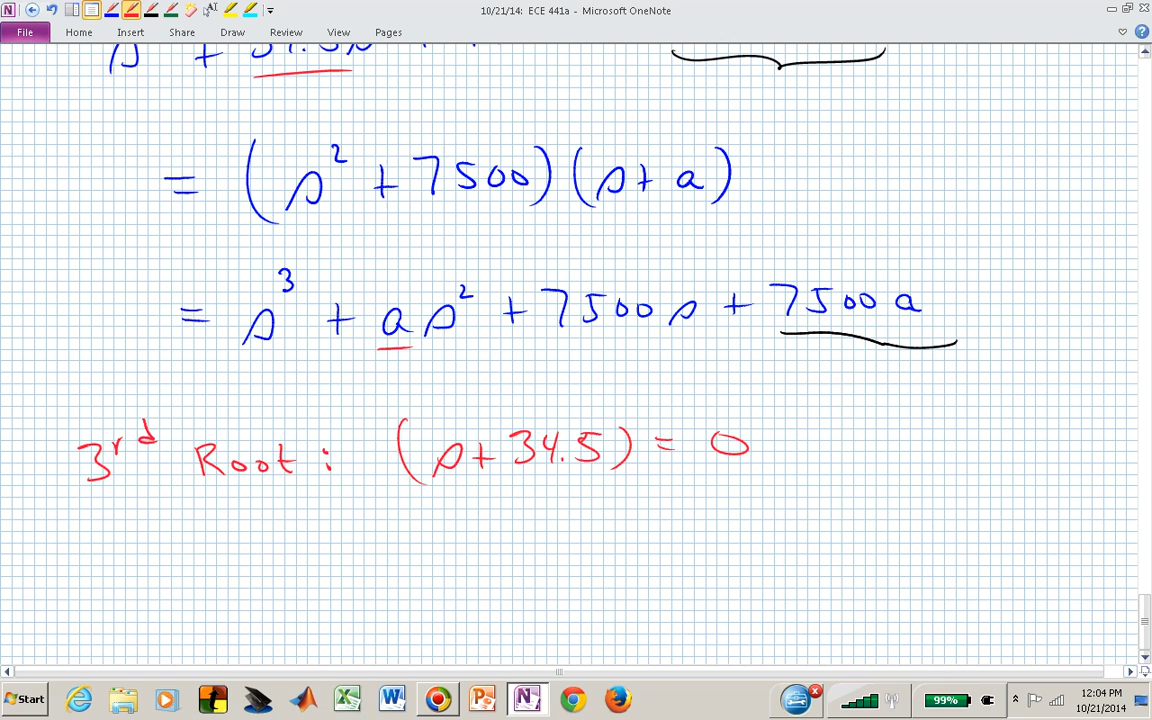 10/21/14: ECE 441a - Microsoft OneNote
File Home Insert Share Draw Review Pages
= (s² + 7500)(s + a)
= s³ + as² + 7500s + 7500a
3rd Root: (s + 34.5) = 0
Start
99%
12:04 PM
10/21/2014